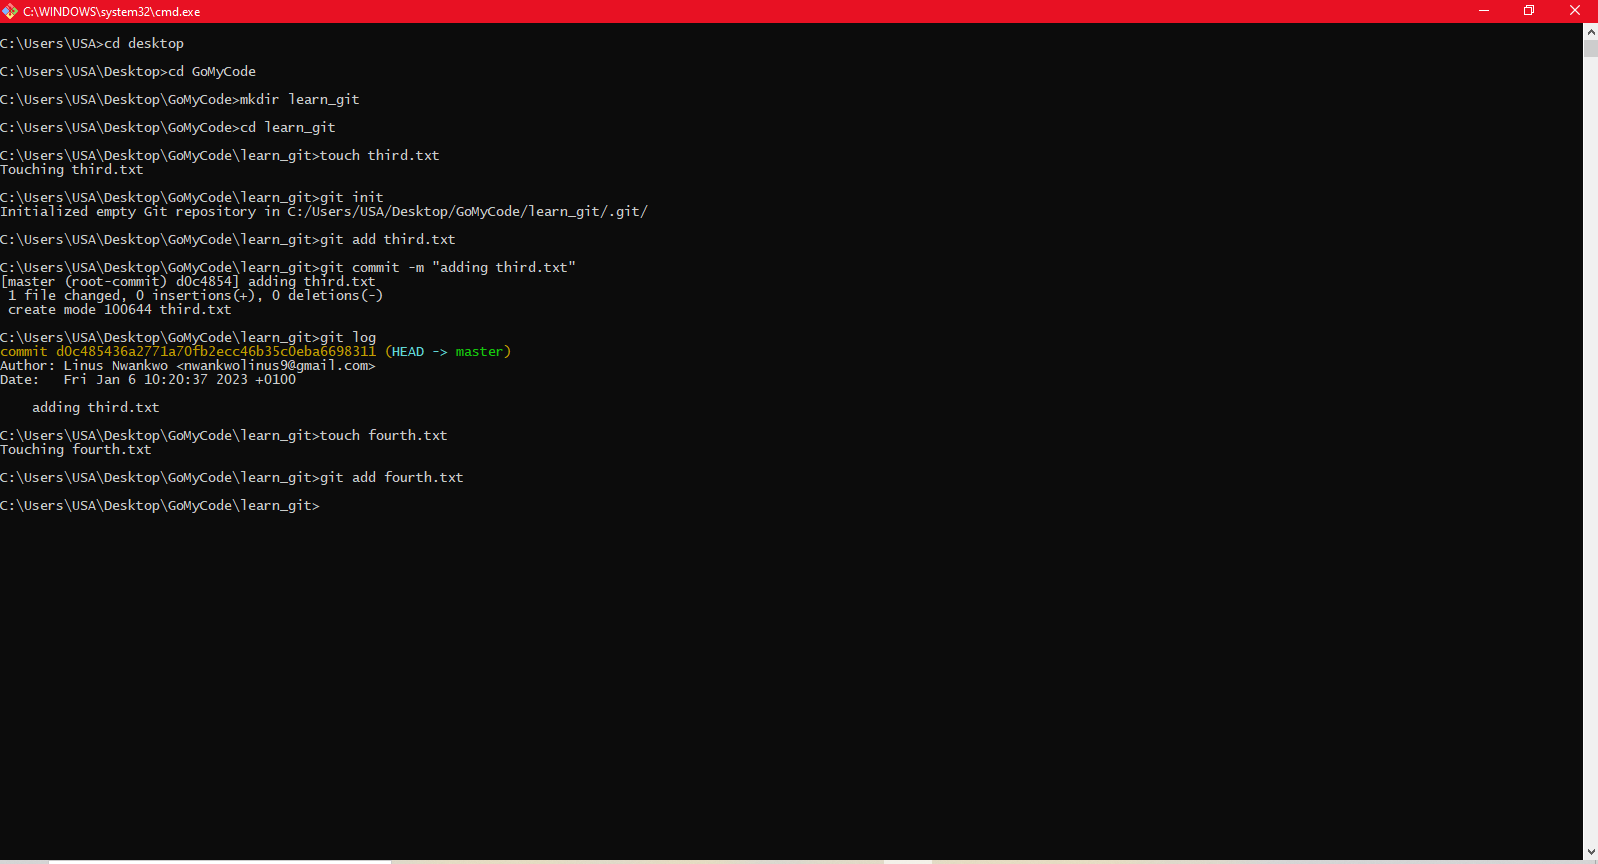 C:\WINDOWS\system32\cmd.exe
C:\Users\USA>cd desktop
C:\Users\USA\Desktop>cd GoMyCode
C:\Users\USA\Desktop\GoMyCode>mkdir learn_git
C:\Users\USA\Desktop\GoMyCode>cd learn_git
C:\Users\USA\Desktop\GoMyCode\learn_git>touch third.txt
Touching third.txt
C:\Users\USA\Desktop\GoMyCode\learn_git>git init
Initialized empty Git repository in C:/Users/USA/Desktop/GoMyCode/learn_git/.git/
C:\Users\USA\Desktop\GoMyCode\learn_git>git add third.txt
C:\Users\USA\Desktop\GoMyCode\learn_git>git commit -m "adding third.txt"
[master (root-commit) d0c4854] adding third.txt
 1 file changed, 0 insertions(+), 0 deletions(-)
 create mode 100644 third.txt
C:\Users\USA\Desktop\GoMyCode\learn_git>git log
commit d0c485436a2771a70fb2ecc46b35c0eba6698311 (HEAD -> master)
Author: Linus Nwankwo <nwankwolinus9@gmail.com>
Date:   Fri Jan 6 10:20:37 2023 +0100
    adding third.txt
C:\Users\USA\Desktop\GoMyCode\learn_git>touch fourth.txt
Touching fourth.txt
C:\Users\USA\Desktop\GoMyCode\learn_git>git add fourth.txt
C:\Users\USA\Desktop\GoMyCode\learn_git>